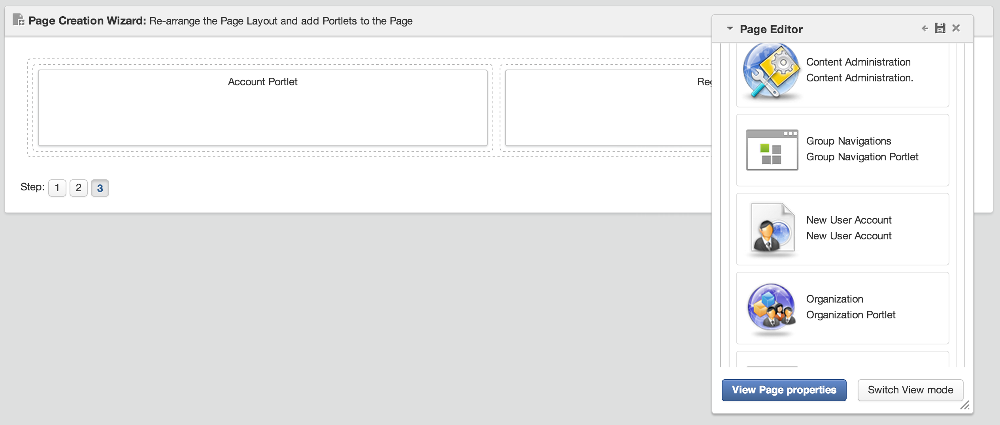 Page Creation Wizard: Re-arrange the Page Layout and add Portlets to the Page
Account Portlet
Step: 1 2 3
Page Editor
Content Administration
Content Administration.
Group Navigations
Group Navigation Portlet
New User Account
New User Account
Organization
Organization Portlet
View Page properties
Switch View mode